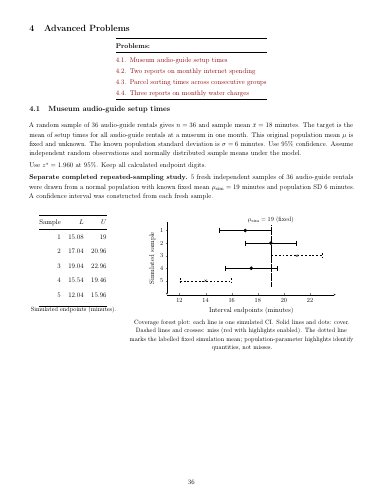 4 Advanced Problems
Problems:
4.1. Museum audio-guide setup times
4.2. Two reports on monthly internet spending
4.3. Parcel sorting times across consecutive groups
4.4. Three reports on monthly water charges
4.1 Museum audio-guide setup times
A random sample of 36 audio-guide rentals gives n = 36 and sample mean x̄ = 18 minutes. The target is the
mean of setup times for all audio-guide rentals at a museum in one month. This original population mean μ is
fixed and unknown. The known population standard deviation is σ = 6 minutes. Use 95% confidence. Assume
independent random observations and normally distributed sample means under the model.
Use z* = 1.960 at 95%. Keep all calculated endpoint digits.
Separate completed repeated-sampling study. 5 fresh independent samples of 36 audio-guide rentals
were drawn from a normal population with known fixed mean μsim = 19 minutes and population SD 6 minutes.
A confidence interval was constructed from each fresh sample.
Sample L U
1 15.08 19
2 17.04 20.96
3 19.04 22.96
4 15.54 19.46
5 12.04 15.96
Simulated endpoints (minutes).
μsim = 19 (fixed)
Simulated sample
1
2
3
4
5
12 14 16 18 20 22
Interval endpoints (minutes)
Coverage forest plot: each line is one simulated CI. Solid lines and dots: cover.
Dashed lines and crosses: miss (red with highlights enabled). The dotted line
marks the labelled fixed simulation mean; population-parameter highlights identify
quantities, not misses.
36